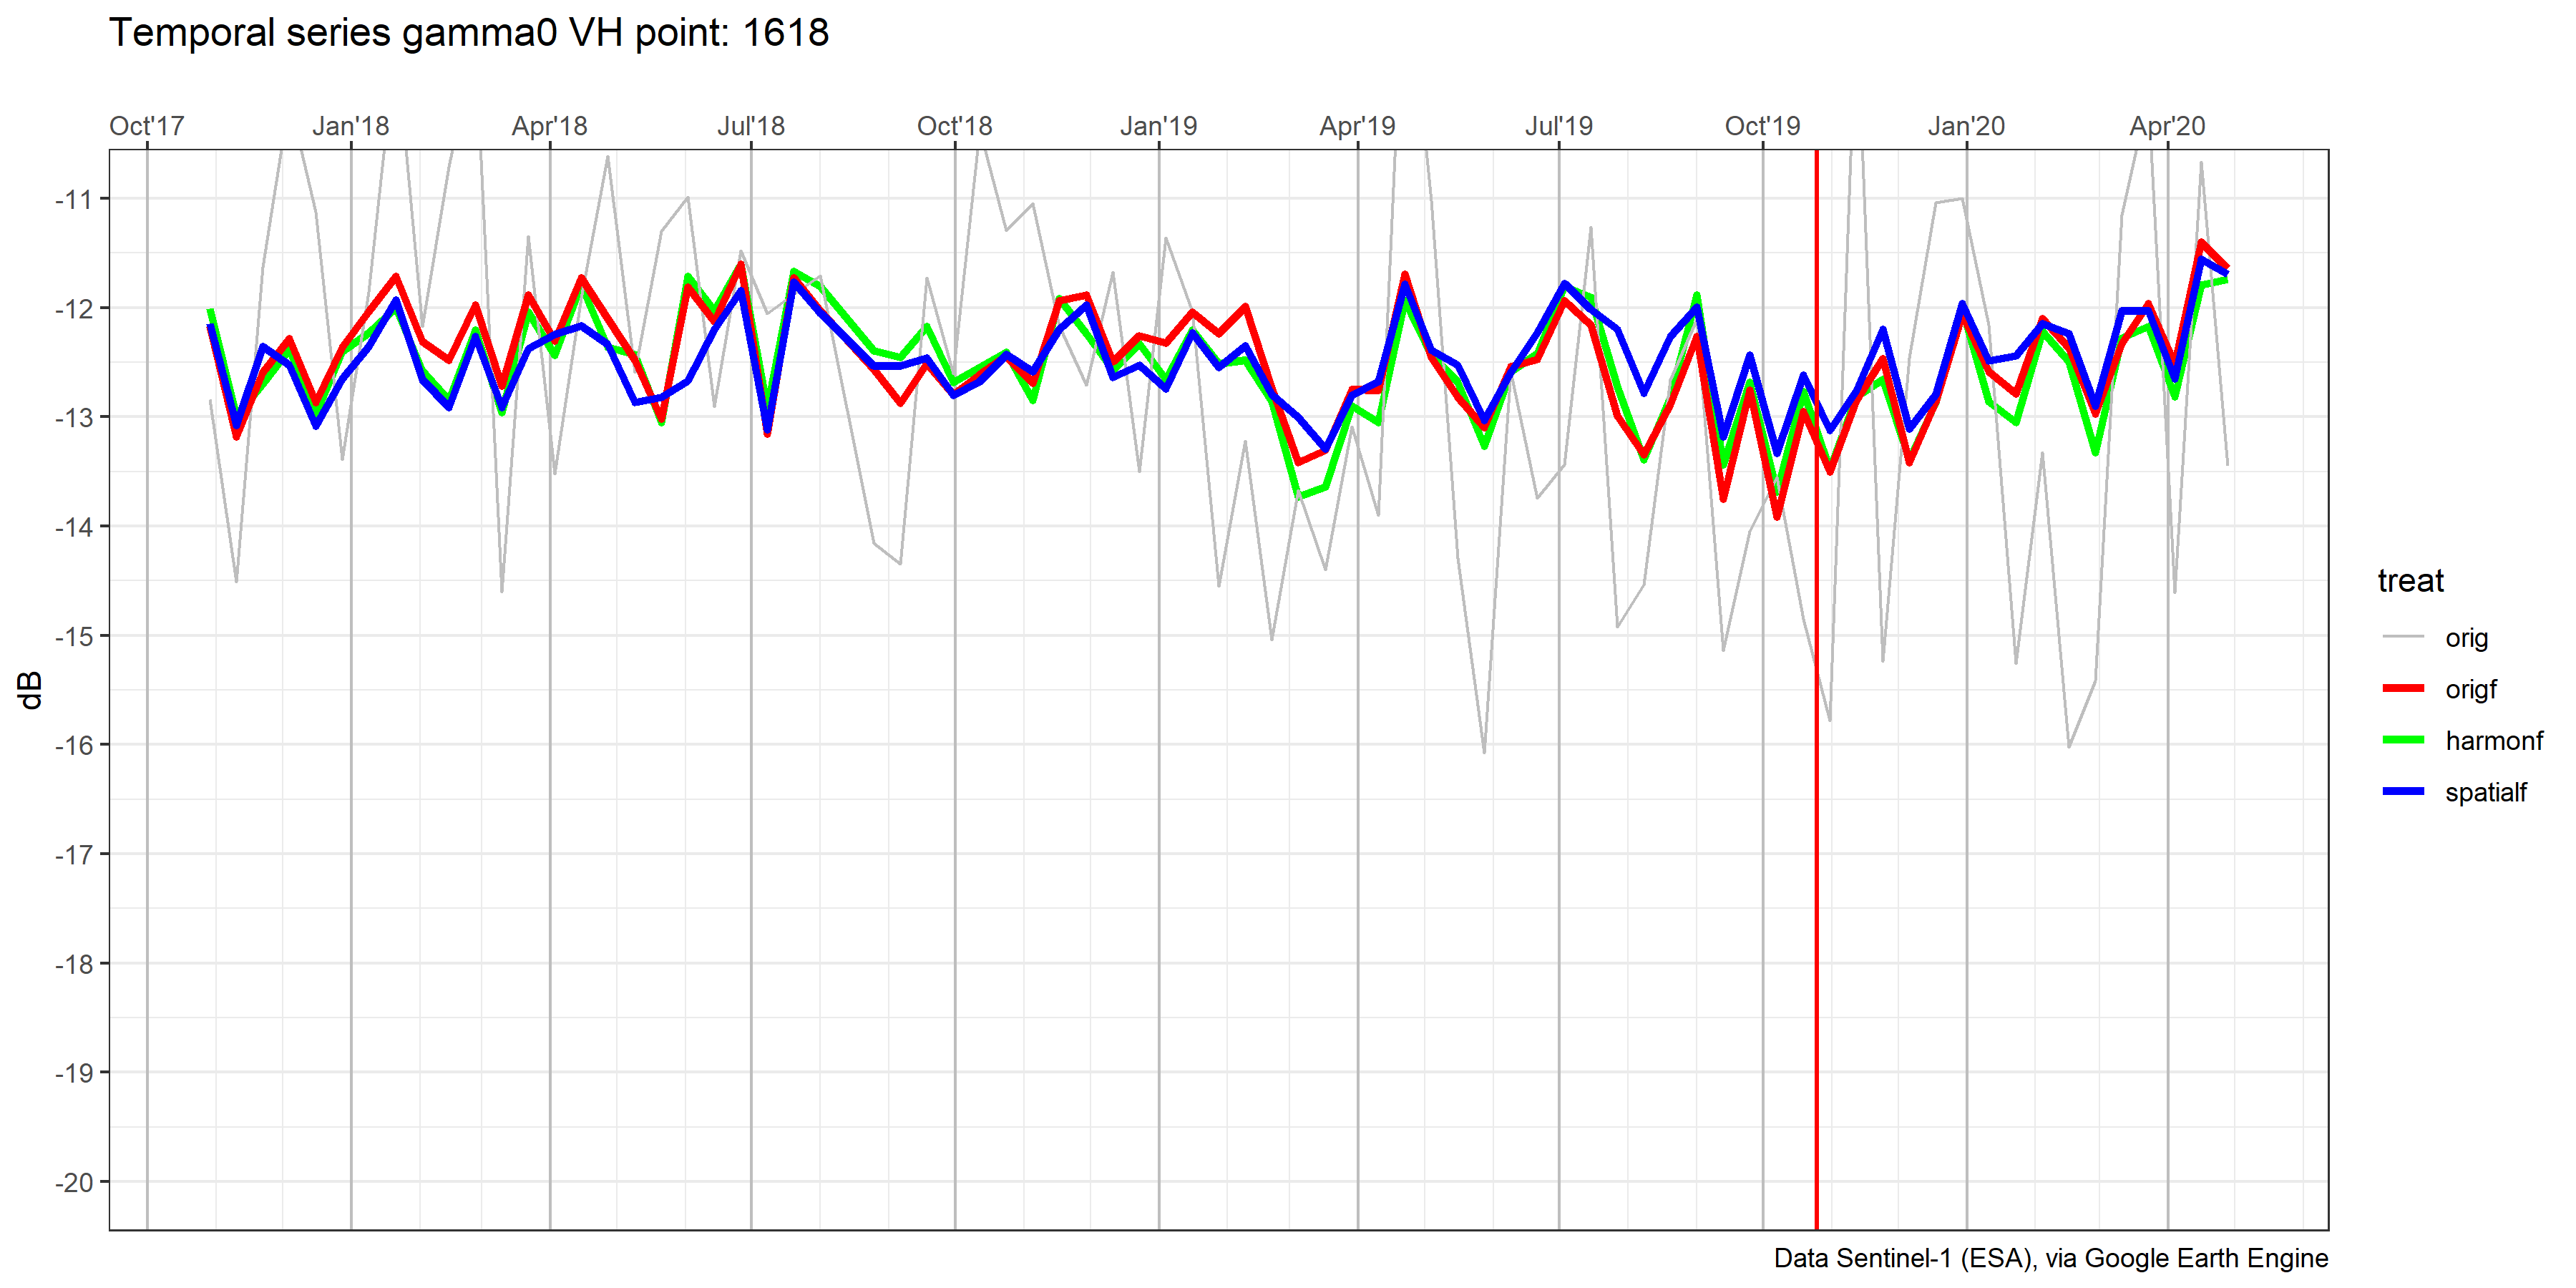 Temporal series gamma0 VH point: 1618
Oct'17 Jan'18 Apr'18 Jul'18 Oct'18 Jan'19 Apr'19 Jul'19 Oct'19 Jan'20 Apr'20
-11
-12
-13
-14
-15
-16
-17
-18
-19
-20
dB
treat
orig
origf
harmonf
spatialf
Data Sentinel-1 (ESA), via Google Earth Engine